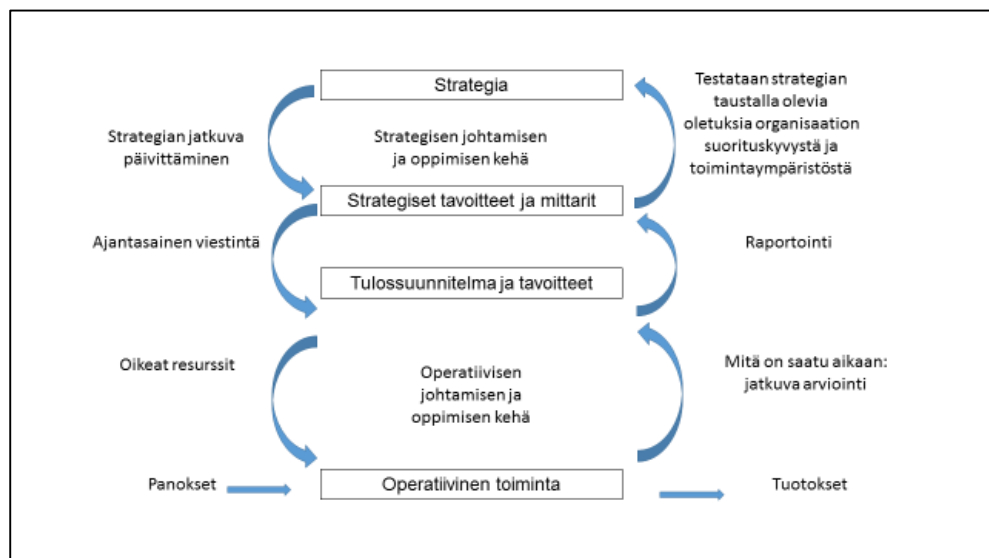 Strategia
Strategian jatkuva
päivittäminen
Strategisen johtamisen
ja oppimisen kehä
Testataan strategian
taustalla olevia
oletuksia organisaation
suorituskyvystä ja
toimintaympäristöstä
Strategiset tavoitteet ja mittarit
Ajantasainen viestintä
Raportointi
Tulossuunnitelma ja tavoitteet
Oikeat resurssit
Operatiivisen
johtamisen ja
oppimisen kehä
Mitä on saatu aikaan:
jatkuva arviointi
Panokset
Operatiivinen toiminta
Tuotokset